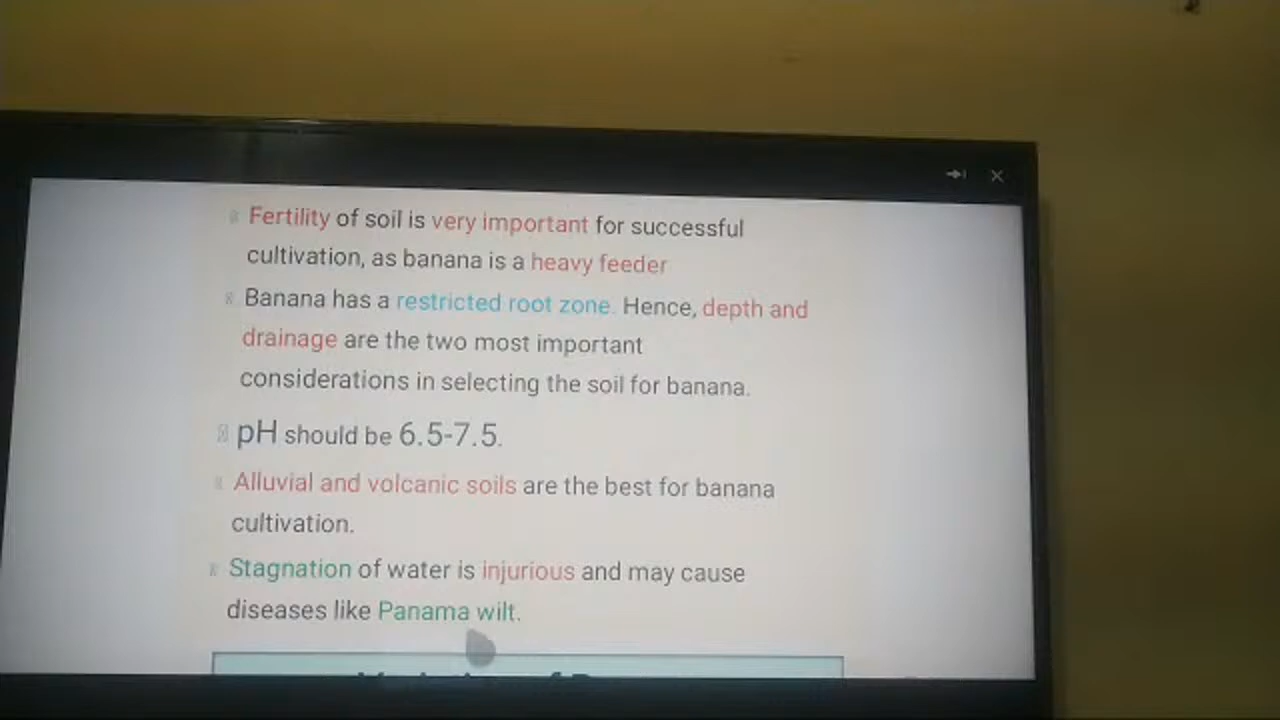 Fertility of soil is very important for successful
cultivation, as banana is a heavy feeder
Banana has a restricted root zone. Hence, depth and
drainage are the two most important
considerations in selecting the soil for banana.
pH should be 6.5-7.5.
Alluvial and volcanic soils are the best for banana
cultivation.
Stagnation of water is injurious and may cause
diseases like Panama wilt.